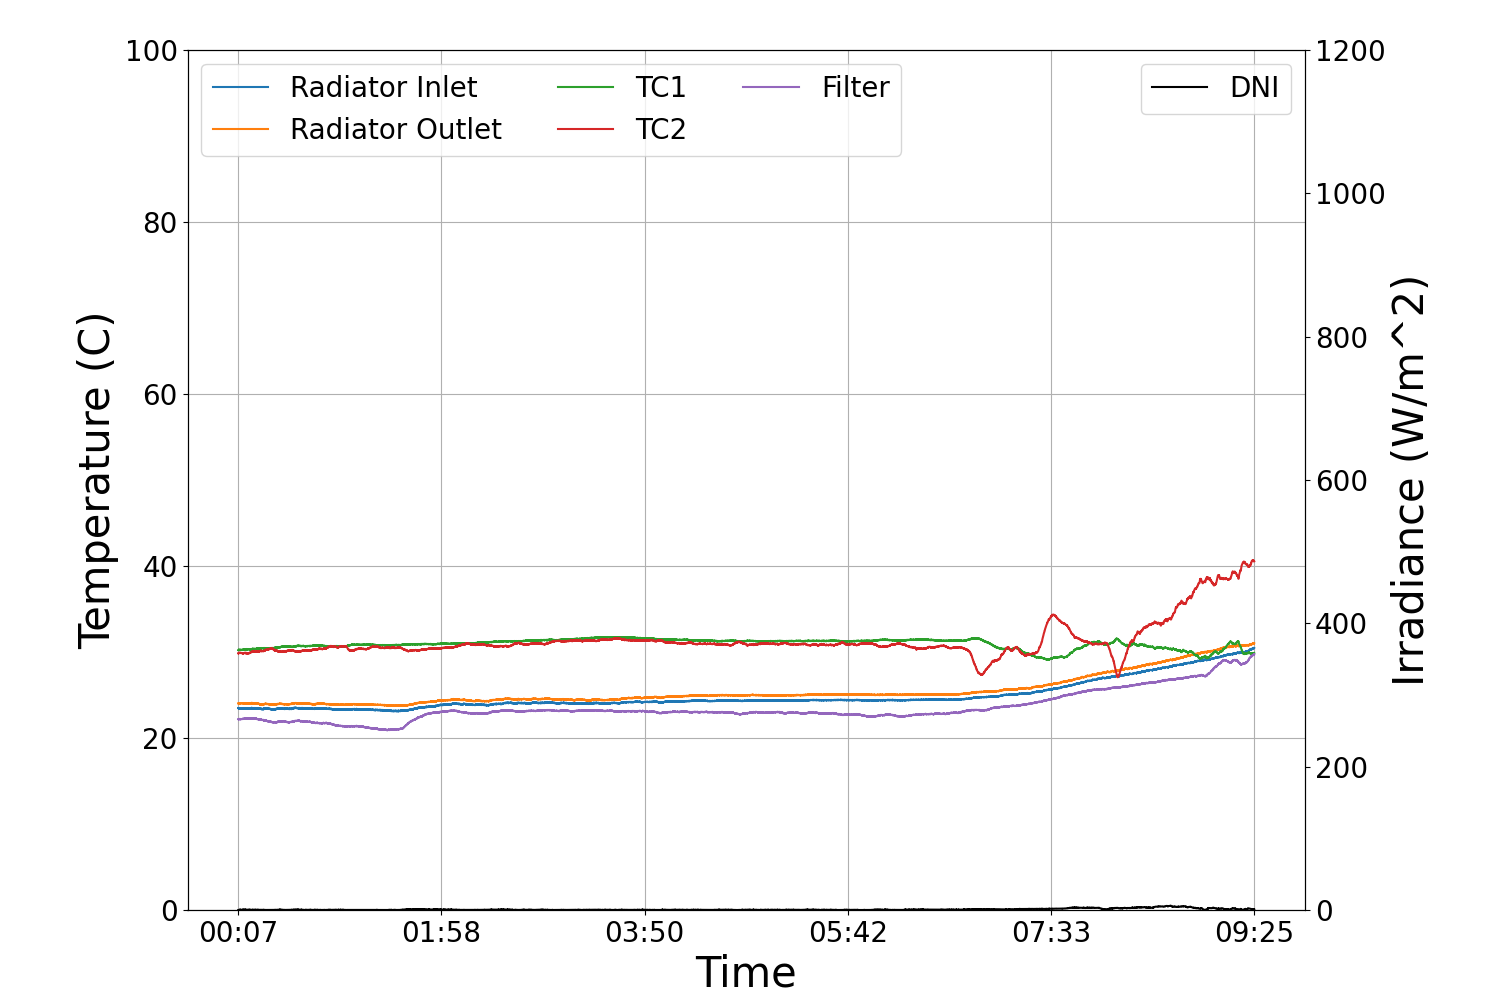 100
80
60
40
20
0
Temperature (C)
Radiator Inlet
Radiator Outlet
TC1
TC2
Filter
DNI
1200
1000
800
600
400
200
0
Irradiance (W/m^2)
00:07 01:58 03:50 05:42 07:33 09:25
Time